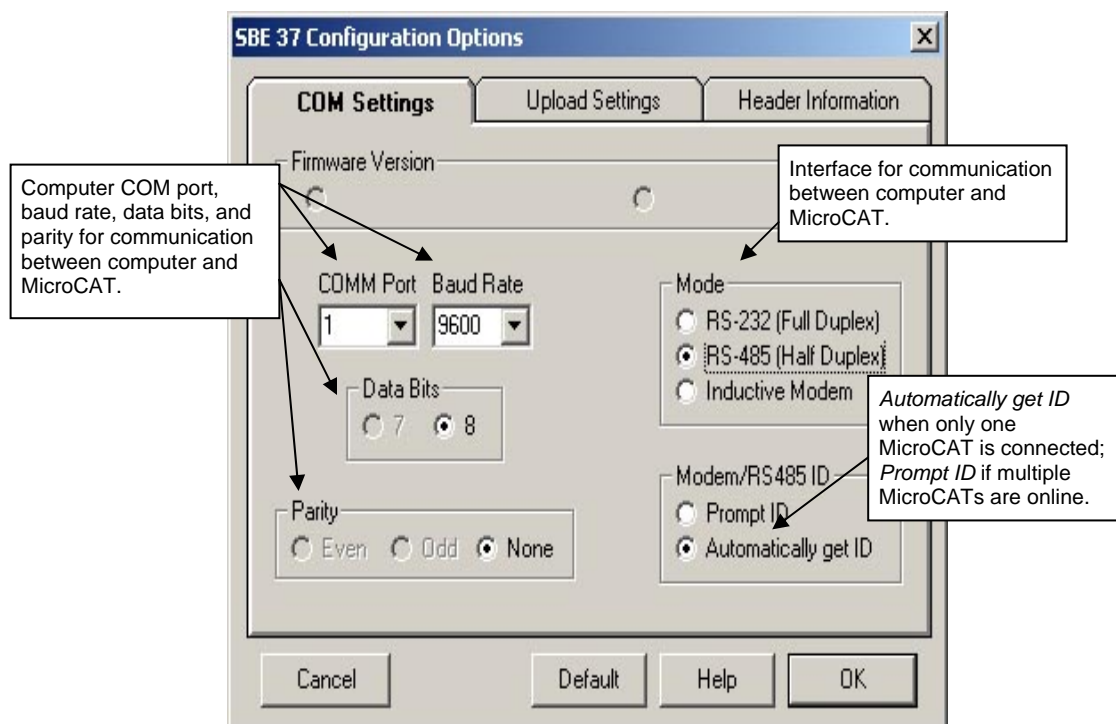 SBE 37 Configuration Options
COM Settings
Upload Settings
Header Information
Firmware Version
Computer COM port,
baud rate, data bits, and
parity for communication
between computer and
MicroCAT.
Interface for communication
between computer and
MicroCAT.
COMM Port
Baud Rate
1
9600
Mode
RS-232 (Full Duplex)
RS-485 (Half Duplex)
Inductive Modem
Data Bits
7
8
Automatically get ID
when only one
MicroCAT is connected;
Prompt ID if multiple
MicroCATs are online.
Modem/RS485 ID
Prompt ID
Automatically get ID
Parity
Even
Odd
None
Cancel
Default
Help
OK